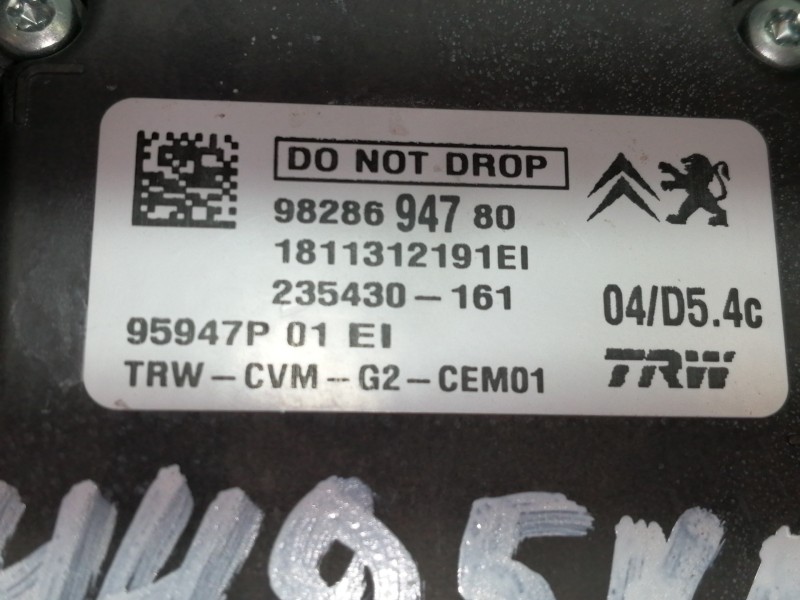 DO NOT DROP
98286 947 80
1811312191EI
235430-161
04/D5.4c
95947P 01 EI
TRW-CVM-G2-CEM01
TRW